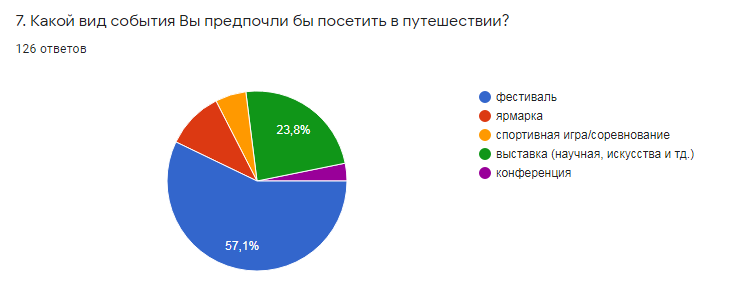 7. Какой вид события Вы предпочли бы посетить в путешествии?
126 ответов
фестиваль
ярмарка
спортивная игра/соревнование
выставка (научная, искусства и тд.)
конференция
23,8%
57,1%